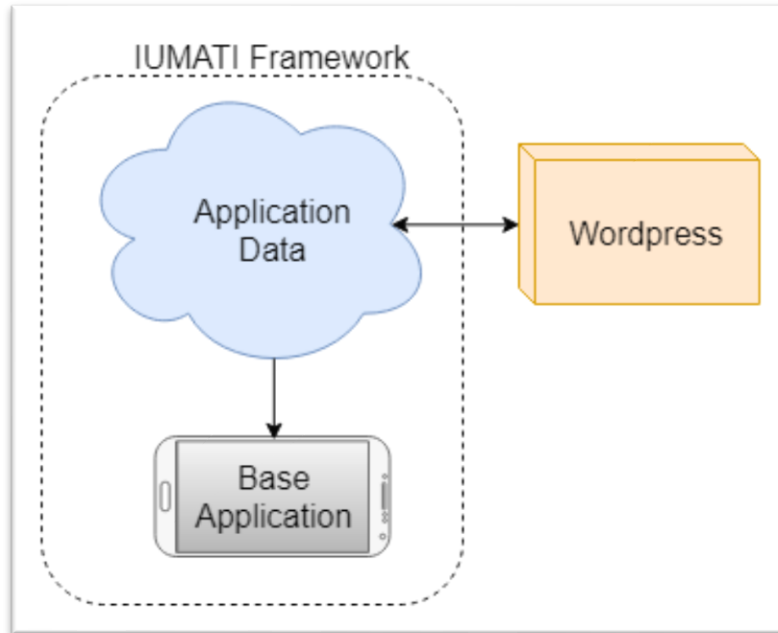 IUMATI Framework
Application
Data
Wordpress
Base
Application